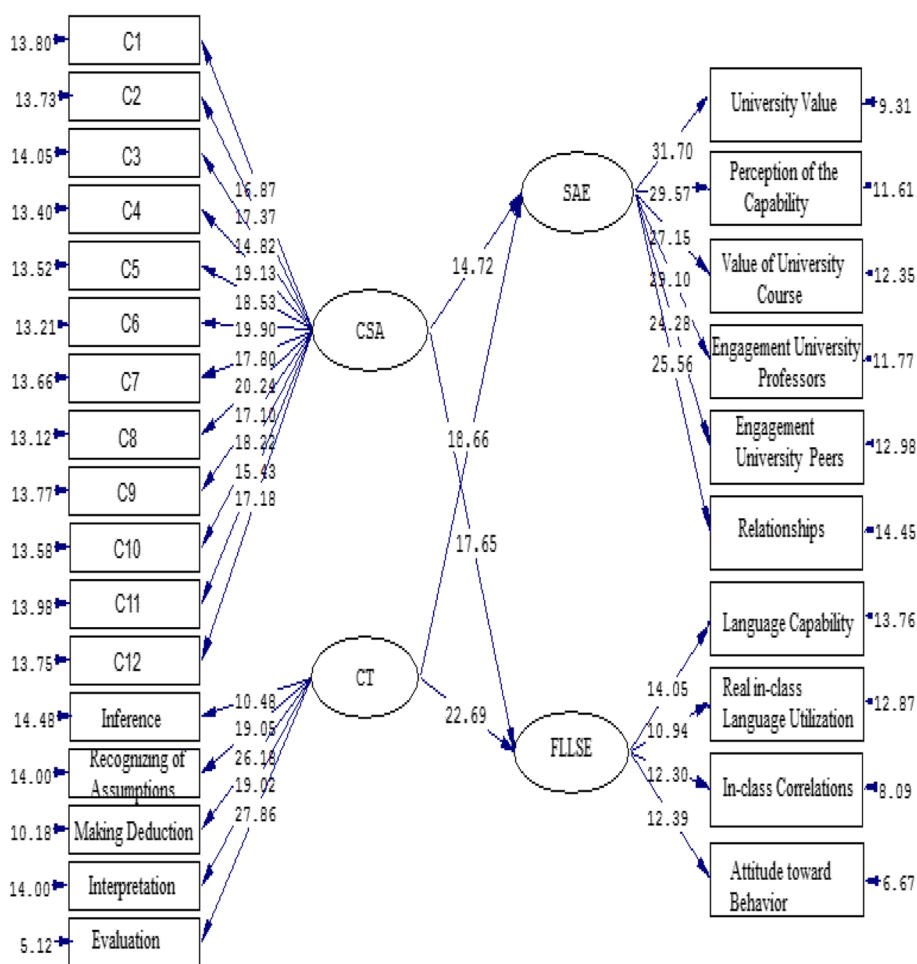 13.80
C1
13.73
C2
14.05
C3
13.40
C4
13.52
C5
13.21
C6
13.66
C7
13.12
C8
13.77
C9
13.58
C10
13.98
C11
13.75
C12
14.48
Inference
14.00
Recognizing of
Assumptions
10.18
Making Deduction
14.00
Interpretation
5.12
Evaluation
16.87
17.37
14.82
19.13
18.53
19.90
17.80
20.24
17.10
18.22
15.43
17.18
CSA
10.48
19.05
26.18
19.02
27.86
CT
14.72
18.66
17.65
22.69
SAE
31.70
29.57
27.15
29.10
24.28
25.56
FLLSE
14.05
10.94
12.30
12.39
University Value
9.31
Perception of the
Capability
11.61
Value of University
Course
12.35
Engagement University
Professors
11.77
Engagement
University Peers
12.98
Relationships
14.45
Language Capability
13.76
Real in-class
Language Utilization
12.87
In-class Correlations
8.09
Attitude toward
Behavior
6.67